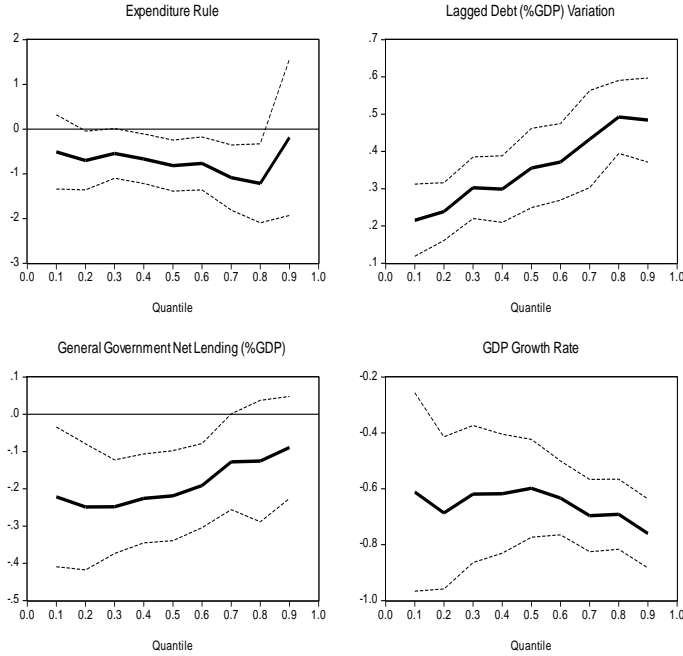 Expenditure Rule
2
1
0
-1
-2
-3
0.0 0.1 0.2 0.3 0.4 0.5 0.6 0.7 0.8 0.9 1.0
Quantile
Lagged Debt (%GDP) Variation
.7
.6
.5
.4
.3
.2
.1
0.0 0.1 0.2 0.3 0.4 0.5 0.6 0.7 0.8 0.9 1.0
Quantile
General Government Net Lending (%GDP)
.1
.0
-.1
-.2
-.3
-.4
-.5
0.0 0.1 0.2 0.3 0.4 0.5 0.6 0.7 0.8 0.9 1.0
Quantile
GDP Growth Rate
-0.2
-0.4
-0.6
-0.8
-1.0
0.0 0.1 0.2 0.3 0.4 0.5 0.6 0.7 0.8 0.9 1.0
Quantile